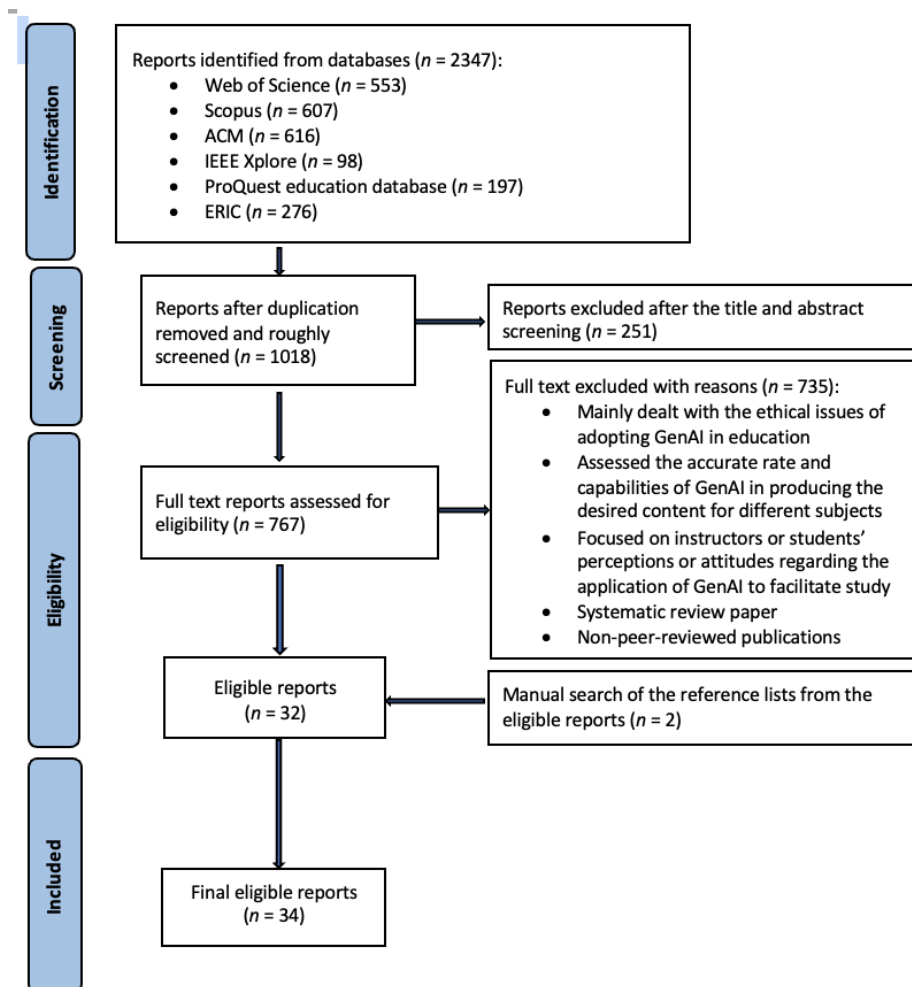 Identification
Reports identified from databases (n = 2347):
• Web of Science (n = 553)
• Scopus (n = 607)
• ACM (n = 616)
• IEEE Xplore (n = 98)
• ProQuest education database (n = 197)
• ERIC (n = 276)
Screening
Reports after duplication
removed and roughly
screened (n = 1018)
Reports excluded after the title and abstract
screening (n = 251)
Eligibility
Full text reports assessed for
eligibility (n = 767)
Full text excluded with reasons (n = 735):
• Mainly dealt with the ethical issues of
adopting GenAI in education
• Assessed the accurate rate and
capabilities of GenAI in producing the
desired content for different subjects
• Focused on instructors or students’
perceptions or attitudes regarding the
application of GenAI to facilitate study
• Systematic review paper
• Non-peer-reviewed publications
Eligible reports
(n = 32)
Manual search of the reference lists from the
eligible reports (n = 2)
Included
Final eligible reports
(n = 34)